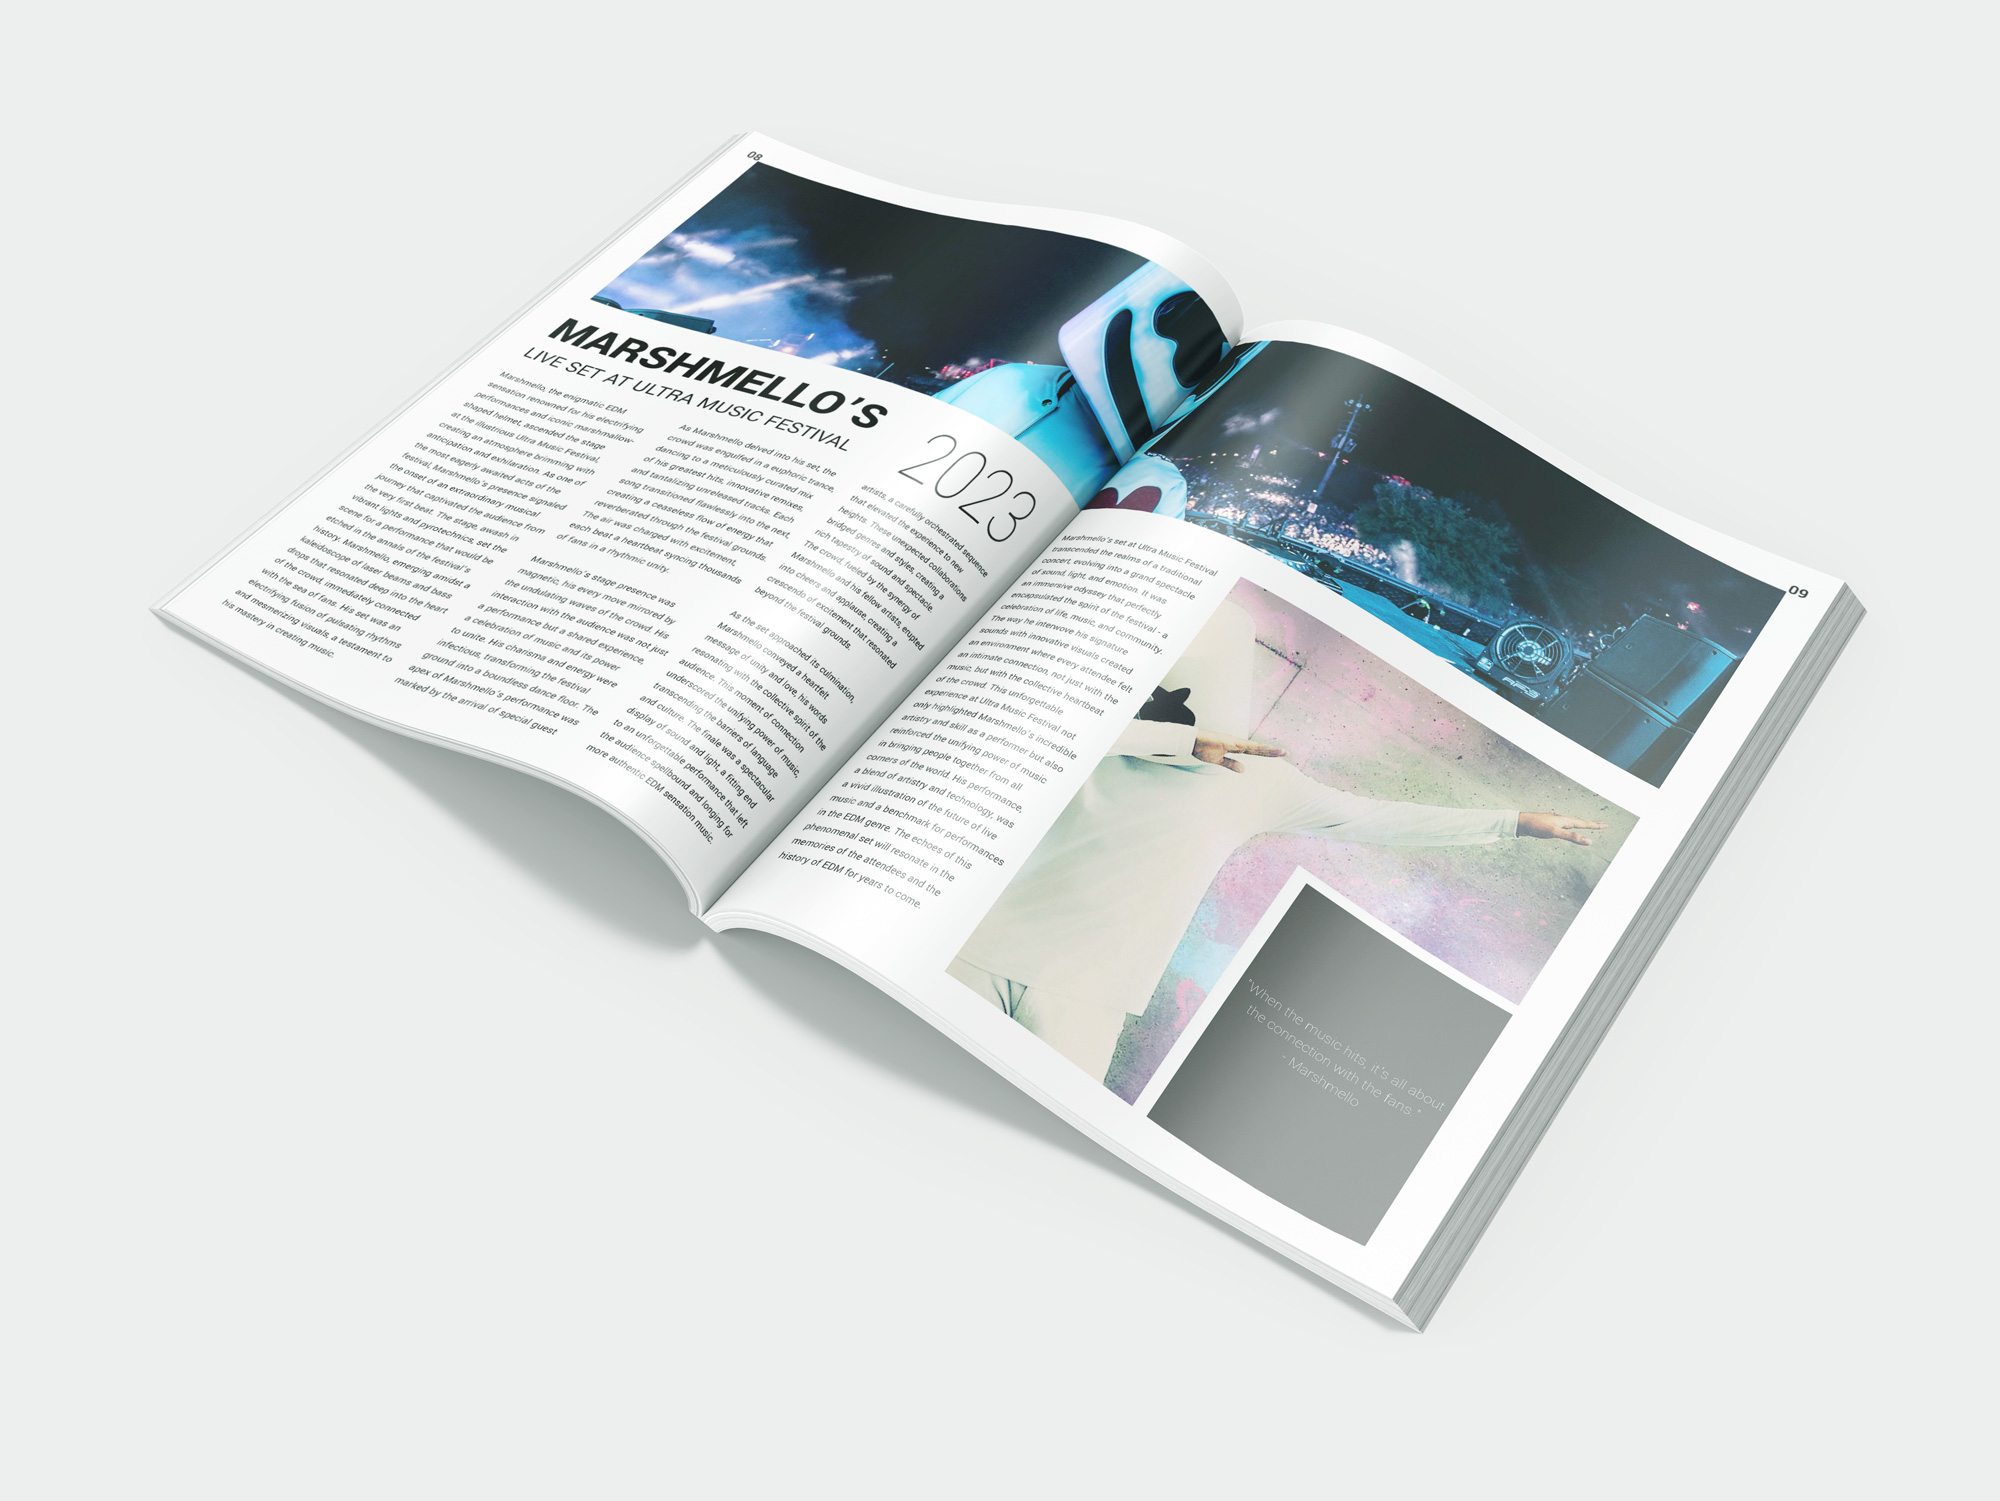 08
MARSHMELLO'S
LIVE SET AT ULTRA MUSIC FESTIVAL
2023
Marshmello, the enigmatic EDM
sensation renowned for his electrifying
performances and iconic marshmallow-
shaped helmet, ascended the stage
at the illustrious Ultra Music Festival,
creating an atmosphere brimming with
anticipation and exhilaration. As one of
the most eagerly awaited acts of the
festival, Marshmello's presence signaled
the onset of an extraordinary musical
journey that captivated the audience from
the very first beat. The stage, awash in
vibrant lights and pyrotechnics, set the
scene for a performance that would be
etched in the annals of the festival's
history. Marshmello, emerging amidst a
kaleidoscope of laser beams and bass
drops that resonated deep into the heart
of the crowd, immediately connected
with the sea of fans. His set was an
electrifying fusion of pulsating rhythms
and mesmerizing visuals, a testament to
his mastery in creating music.
As Marshmello delved into his set, the
crowd was engulfed in a euphoric trance,
dancing to a meticulously curated mix
of his greatest hits, innovative remixes,
and tantalizing unreleased tracks. Each
song transitioned flawlessly into the next,
creating a ceaseless flow of energy that
reverberated through the festival grounds.
The air was charged with excitement,
each beat a heartbeat syncing thousands
of fans in a rhythmic unity.
Marshmello's stage presence was
magnetic, his every move mirrored by
the undulating waves of the crowd. His
interaction with the audience was not just
a performance but a shared experience,
a celebration of music and its power
to unite. His charisma and energy were
infectious, transforming the festival
ground into a boundless dance floor. The
apex of Marshmello's performance was
marked by the arrival of special guest
artists, a carefully orchestrated sequence
that elevated the experience to new
heights. These unexpected collaborations
bridged genres and styles, creating a
rich tapestry of sound and spectacle.
The crowd, fueled by the synergy of
Marshmello and his fellow artists, erupted
into cheers and applause, creating a
crescendo of excitement that resonated
beyond the festival grounds.
As the set approached its culmination,
Marshmello conveyed a heartfelt
message of unity and love, his words
resonating with the collective spirit of the
audience. This moment of connection
underscored the unifying power of music,
transcending the barriers of language
and culture. The finale was a spectacular
display of sound and light, a fitting end
to an unforgettable performance that left
the audience spellbound and longing for
more authentic EDM sensation music.
09
Marshmello's set at Ultra Music Festival
transcended the realms of a traditional
concert, evolving into a grand spectacle
of sound, light, and emotion. It was
an immersive odyssey that perfectly
encapsulated the spirit of the festival - a
celebration of life, music, and community.
The way he interwove his signature
sounds with innovative visuals created
an environment where every attendee felt
an intimate connection, not just with the
music, but with the collective heartbeat
of the crowd. This unforgettable
experience at Ultra Music Festival not
only highlighted Marshmello's incredible
artistry and skill as a performer but also
reinforced the unifying power of music
in bringing people together from all
corners of the world. His performance,
a blend of artistry and technology, was
a vivid illustration of the future of live
music and a benchmark for performances
in the EDM genre. The echoes of this
phenomenal set will resonate in the
memories of the attendees and the
history of EDM for years to come.
"When the music hits, it's all about
the connection with the fans."
- Marshmello